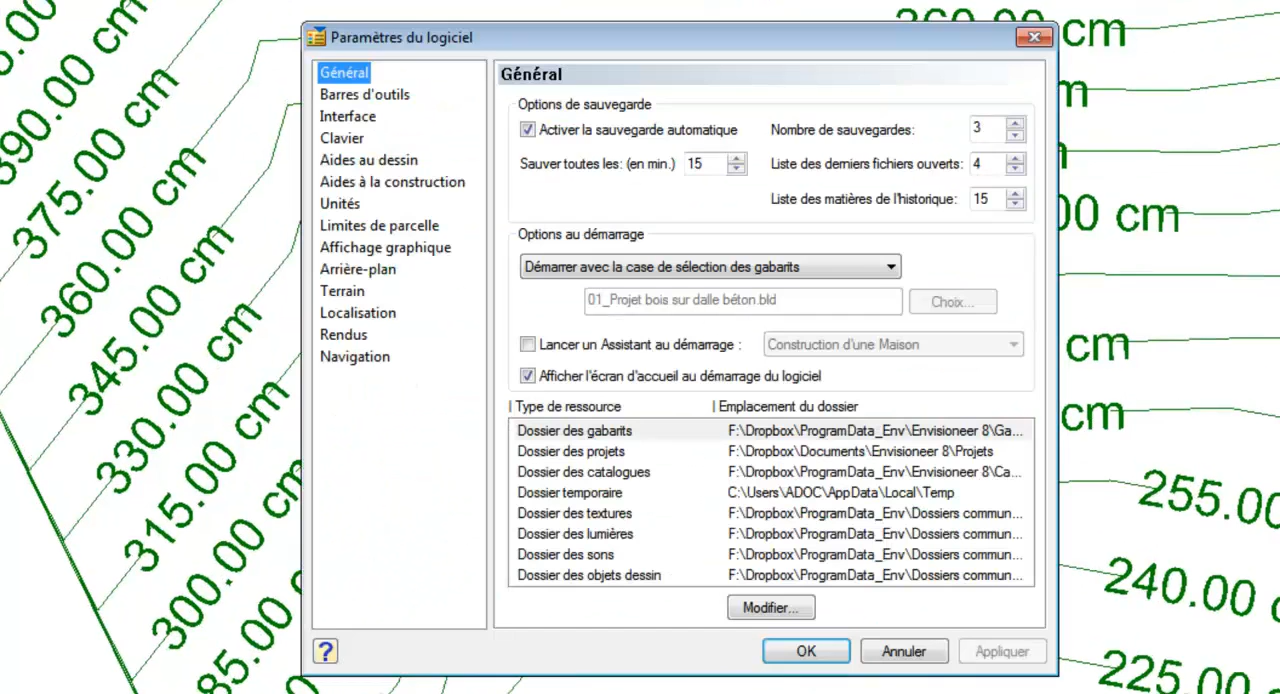 Paramètres du logiciel
Général
Barres d'outils
Interface
Clavier
Aides au dessin
Aides à la construction
Unités
Limites de parcelle
Affichage graphique
Arrière-plan
Terrain
Localisation
Rendus
Navigation
Général
Options de sauvegarde
Activer la sauvegarde automatique
Nombre de sauvegardes: 3
Sauver toutes les: (en min.) 15
Liste des derniers fichiers ouverts: 4
Liste des matières de l'historique: 15
Options au démarrage
Démarrer avec la case de sélection des gabarits
01_Projet bois sur dalle béton.bld
Choix...
Lancer un Assistant au démarrage : Construction d'une Maison
Afficher l'écran d'accueil au démarrage du logiciel
Type de ressource Emplacement du dossier
Dossier des gabarits F:\Dropbox\ProgramData_Env\Envisioneer 8\Ga...
Dossier des projets F:\Dropbox\Documents\Envisioneer 8\Projets
Dossier des catalogues F:\Dropbox\ProgramData_Env\Envisioneer 8\Ca...
Dossier temporaire C:\Users\ADOC\AppData\Local\Temp
Dossier des textures F:\Dropbox\ProgramData_Env\Dossiers commun...
Dossier des lumières F:\Dropbox\ProgramData_Env\Dossiers commun...
Dossier des sons F:\Dropbox\ProgramData_Env\Dossiers commun...
Dossier des objets dessin F:\Dropbox\ProgramData_Env\Dossiers commun...
Modifier...
?
OK
Annuler
Appliquer
390.00 cm
375.00 cm
360.00 cm
345.00 cm
330.00 cm
315.00 cm
300.00 cm
cm
00 cm
cm
cm
255.00
240.00 c
225.00